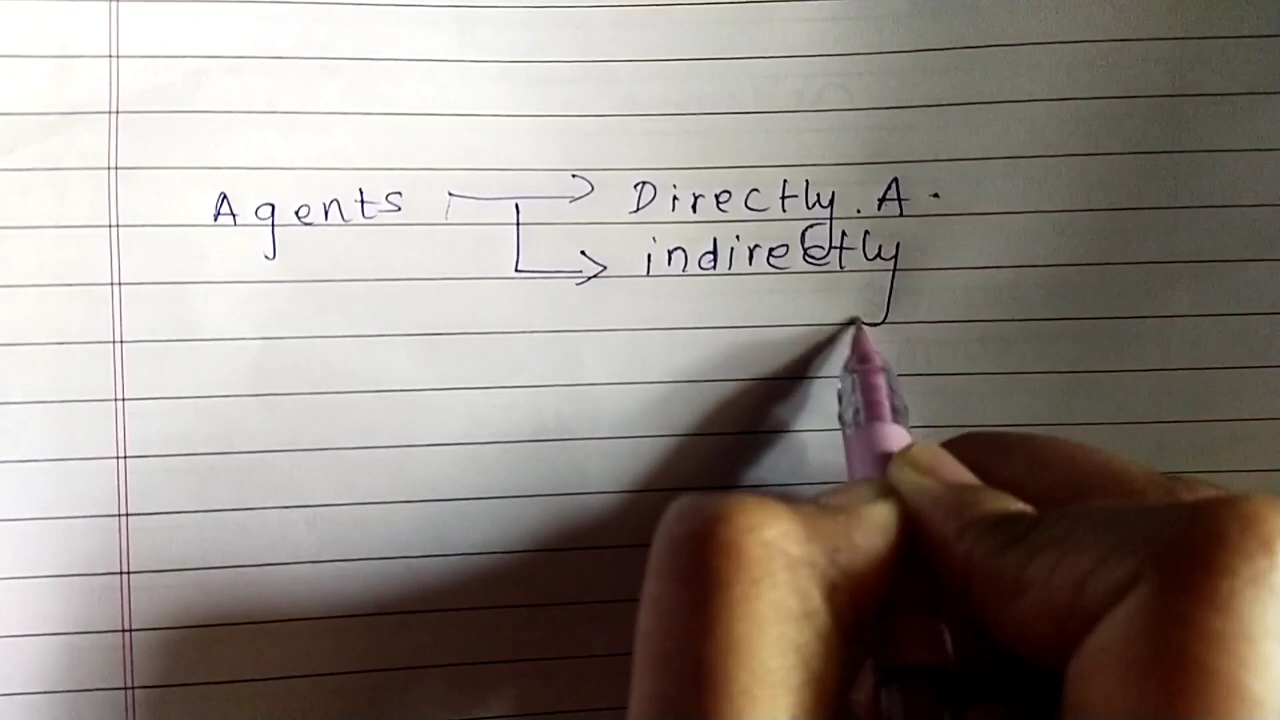 Agents → Directly. A.
→ indirectly